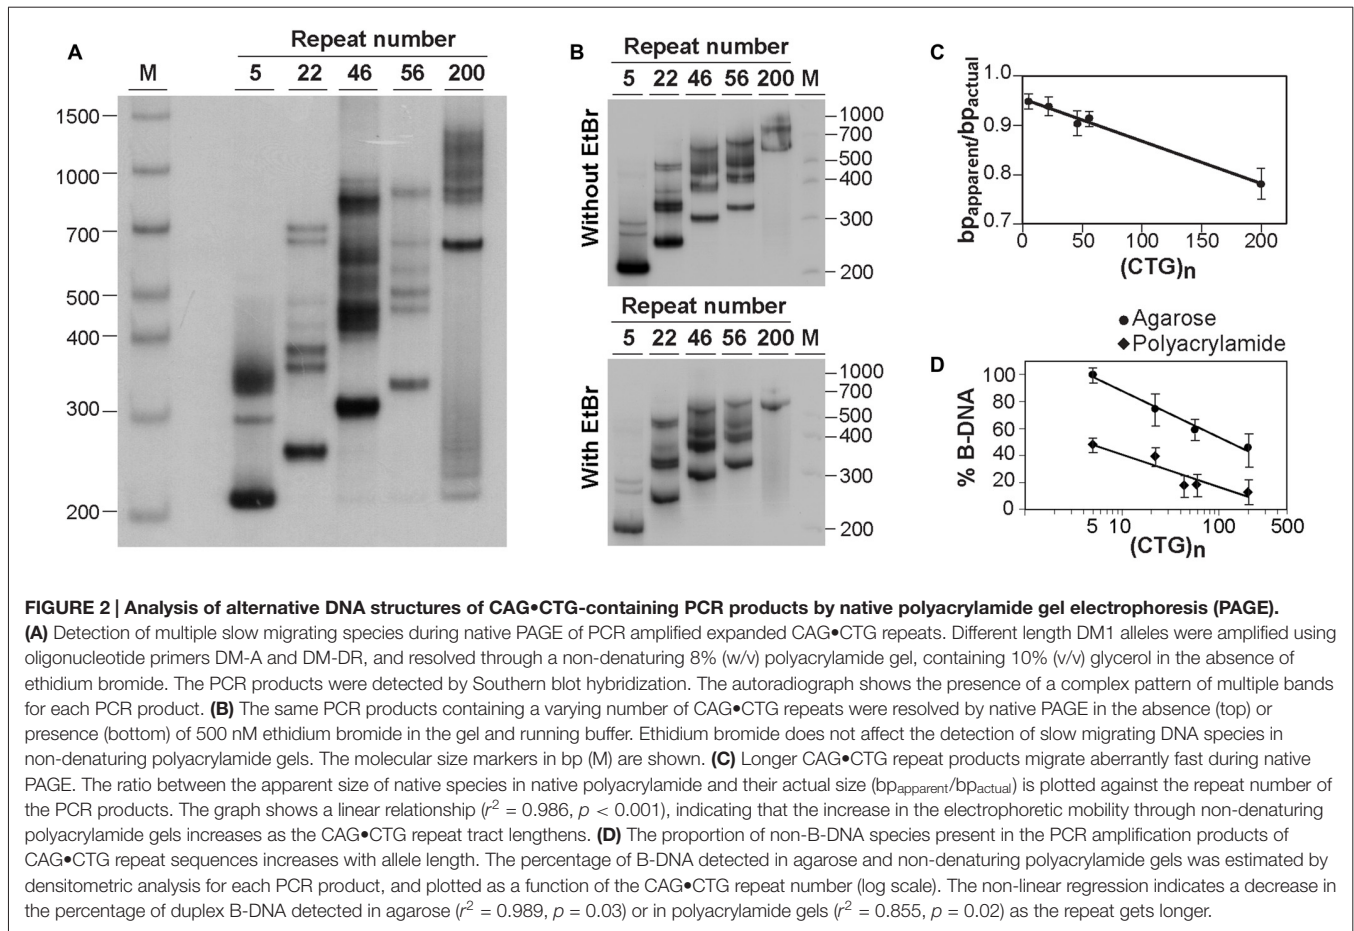 A
Repeat number
M 5 22 46 56 200
1500
1000
700
500
400
300
200
B
Repeat number
5 22 46 56 200 M
Without EtBr
1000
700
500
400
300
200
Repeat number
5 22 46 56 200 M
With EtBr
1000
700
500
400
300
200
C
bpapparent/bpactual
1.0
0.9
0.8
0.7
0 50 100 150 200
(CTG)n
● Agarose
◆ Polyacrylamide
D
% B-DNA
100
80
60
40
20
0
5 10 100 500
(CTG)n
FIGURE 2 | Analysis of alternative DNA structures of CAG•CTG-containing PCR products by native polyacrylamide gel electrophoresis (PAGE).
(A) Detection of multiple slow migrating species during native PAGE of PCR amplified expanded CAG•CTG repeats. Different length DM1 alleles were amplified using
oligonucleotide primers DM-A and DM-DR, and resolved through a non-denaturing 8% (w/v) polyacrylamide gel, containing 10% (v/v) glycerol in the absence of
ethidium bromide. The PCR products were detected by Southern blot hybridization. The autoradiograph shows the presence of a complex pattern of multiple bands
for each PCR product. (B) The same PCR products containing a varying number of CAG•CTG repeats were resolved by native PAGE in the absence (top) or
presence (bottom) of 500 nM ethidium bromide in the gel and running buffer. Ethidium bromide does not affect the detection of slow migrating DNA species in
non-denaturing polyacrylamide gels. The molecular size markers in bp (M) are shown. (C) Longer CAG•CTG repeat products migrate aberrantly fast during native
PAGE. The ratio between the apparent size of native species in native polyacrylamide and their actual size (bpapparent/bpactual) is plotted against the repeat number of
the PCR products. The graph shows a linear relationship (r² = 0.986, p < 0.001), indicating that the increase in the electrophoretic mobility through non-denaturing
polyacrylamide gels increases as the CAG•CTG repeat tract lengthens. (D) The proportion of non-B-DNA species present in the PCR amplification products of
CAG•CTG repeat sequences increases with allele length. The percentage of B-DNA detected in agarose and non-denaturing polyacrylamide gels was estimated by
densitometric analysis for each PCR product, and plotted as a function of the CAG•CTG repeat number (log scale). The non-linear regression indicates a decrease in
the percentage of duplex B-DNA detected in agarose (r² = 0.989, p = 0.03) or in polyacrylamide gels (r² = 0.855, p = 0.02) as the repeat gets longer.